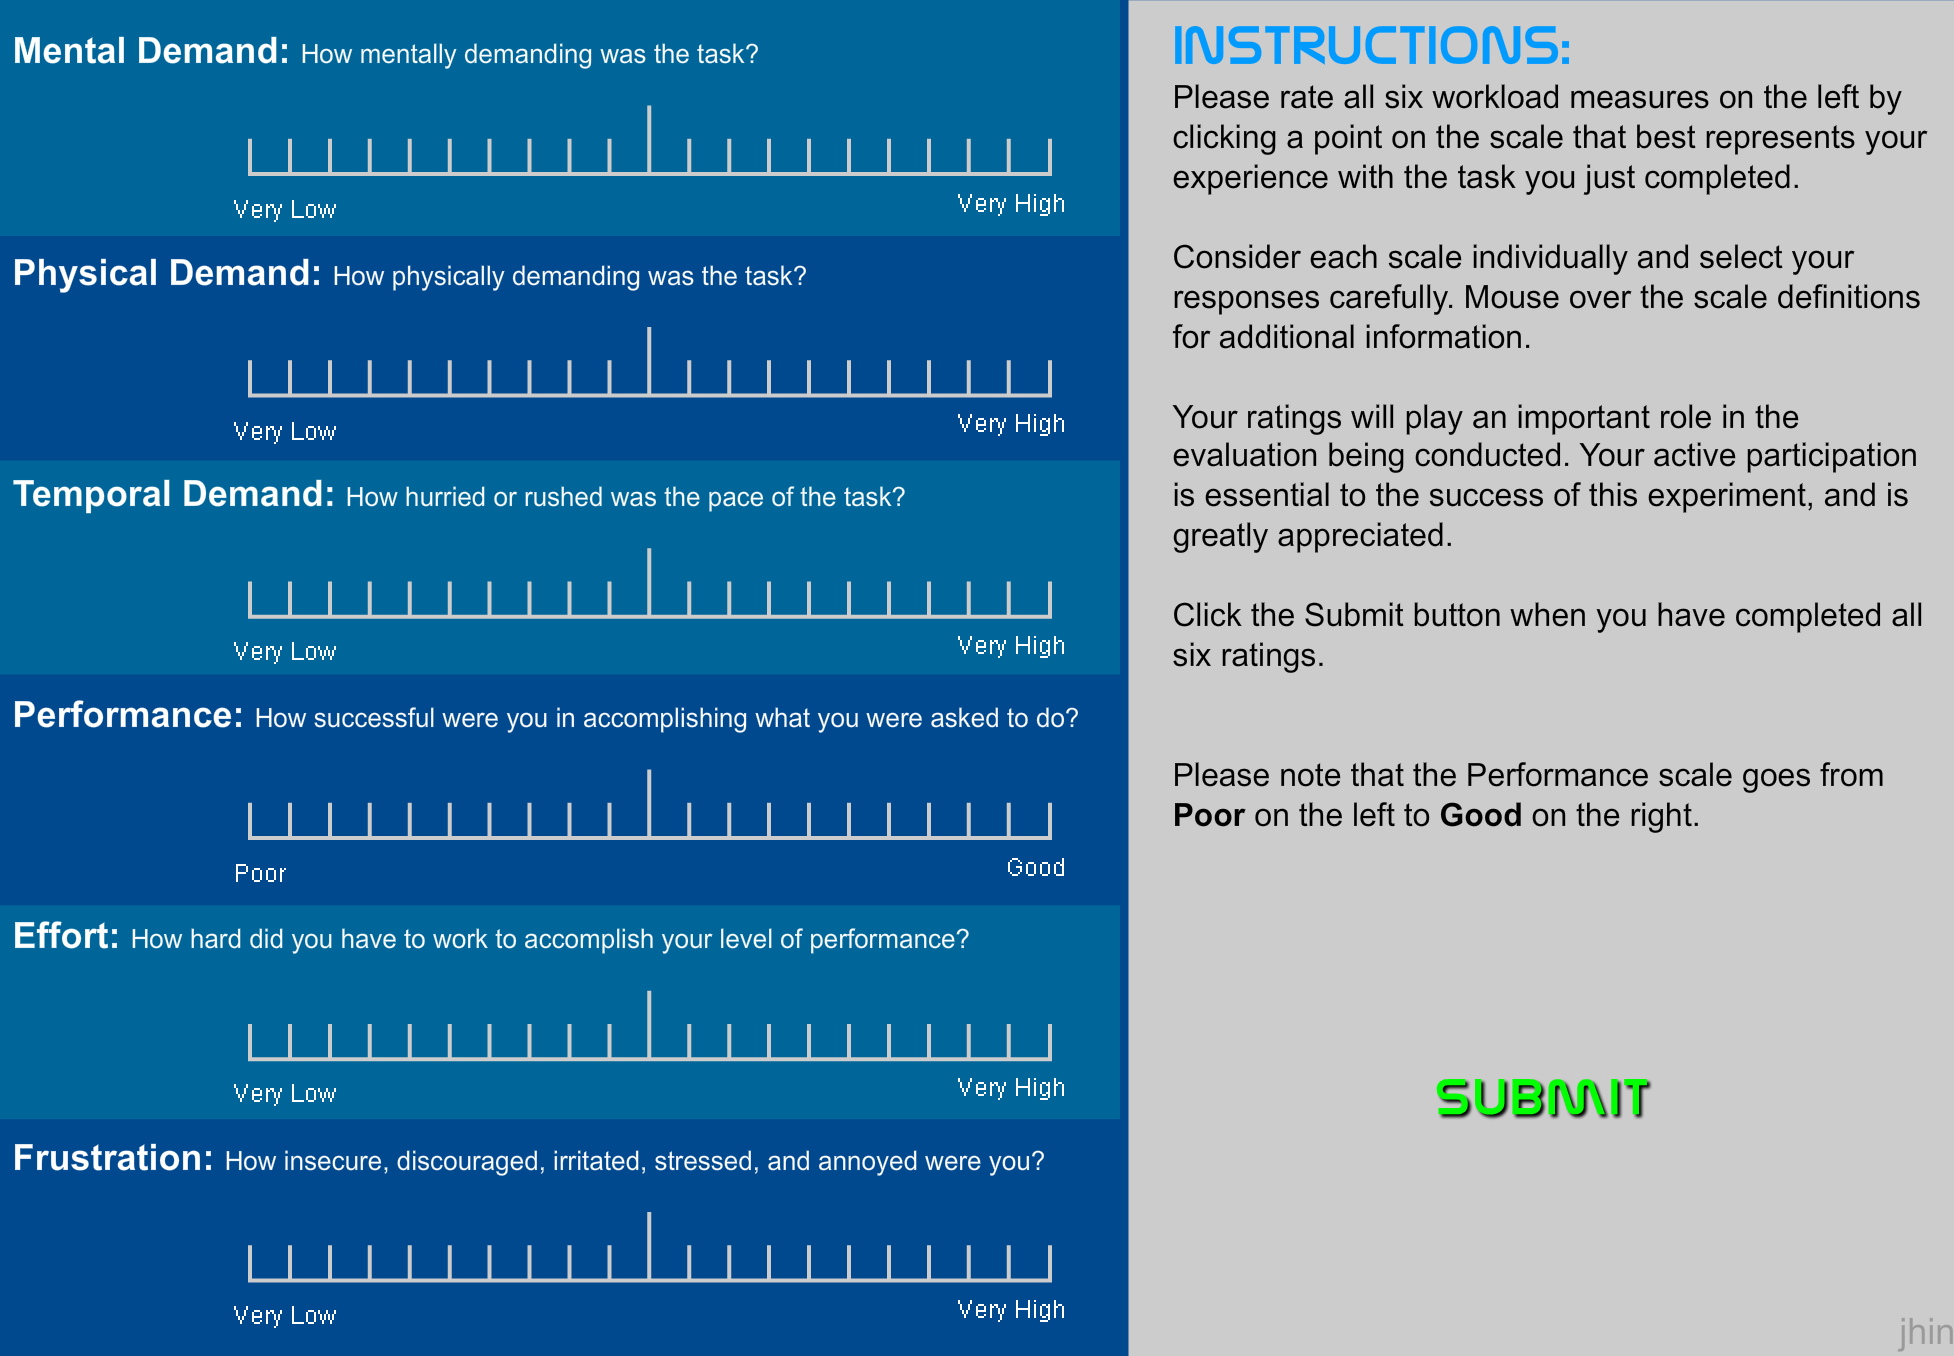 Mental Demand: How mentally demanding was the task?
Very Low Very High
Physical Demand: How physically demanding was the task?
Very Low Very High
Temporal Demand: How hurried or rushed was the pace of the task?
Very Low Very High
Performance: How successful were you in accomplishing what you were asked to do?
Poor Good
Effort: How hard did you have to work to accomplish your level of performance?
Very Low Very High
Frustration: How insecure, discouraged, irritated, stressed, and annoyed were you?
Very Low Very High
INSTRUCTIONS:
Please rate all six workload measures on the left by
clicking a point on the scale that best represents your
experience with the task you just completed.
Consider each scale individually and select your
responses carefully. Mouse over the scale definitions
for additional information.
Your ratings will play an important role in the
evaluation being conducted. Your active participation
is essential to the success of this experiment, and is
greatly appreciated.
Click the Submit button when you have completed all
six ratings.
Please note that the Performance scale goes from
Poor on the left to Good on the right.
SUBMIT
jhin